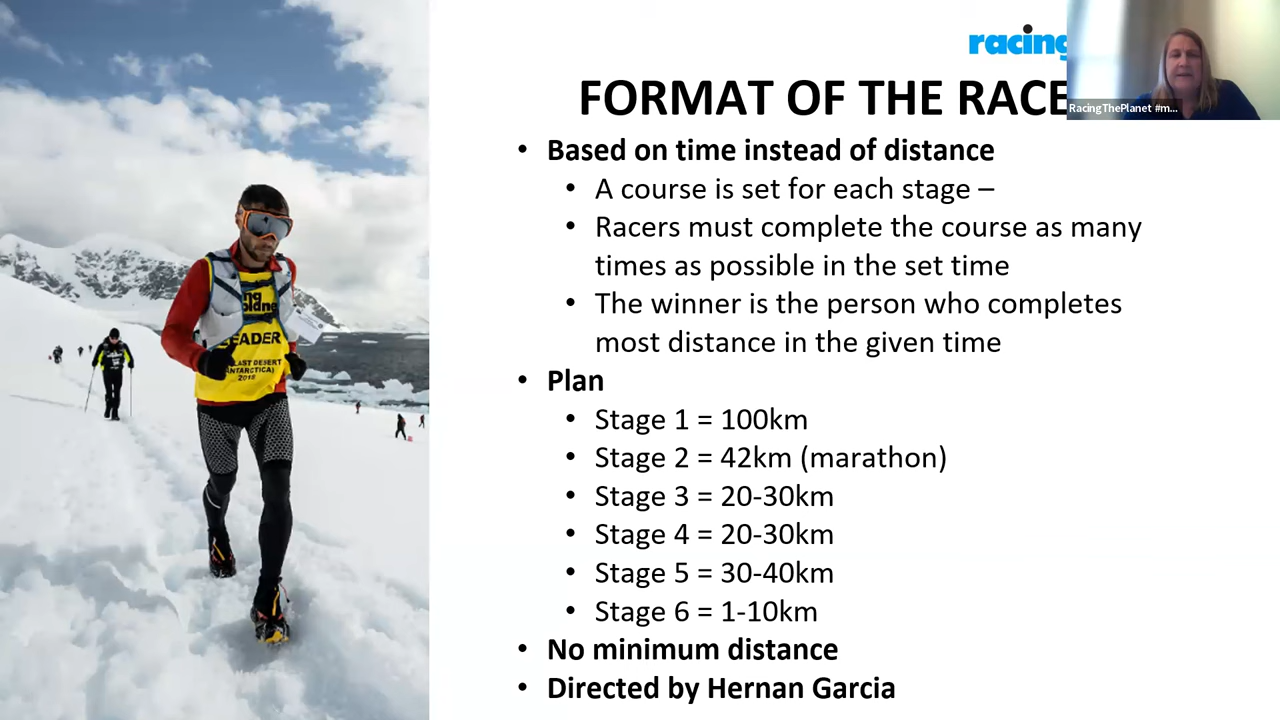 racing
RacingThePlanet #m...
FORMAT OF THE RACE
• Based on time instead of distance
• A course is set for each stage –
• Racers must complete the course as many
times as possible in the set time
• The winner is the person who completes
most distance in the given time
• Plan
• Stage 1 = 100km
• Stage 2 = 42km (marathon)
• Stage 3 = 20-30km
• Stage 4 = 20-30km
• Stage 5 = 30-40km
• Stage 6 = 1-10km
• No minimum distance
• Directed by Hernan Garcia
EADER
LAST DESERT
ANTARCTICA)
2018